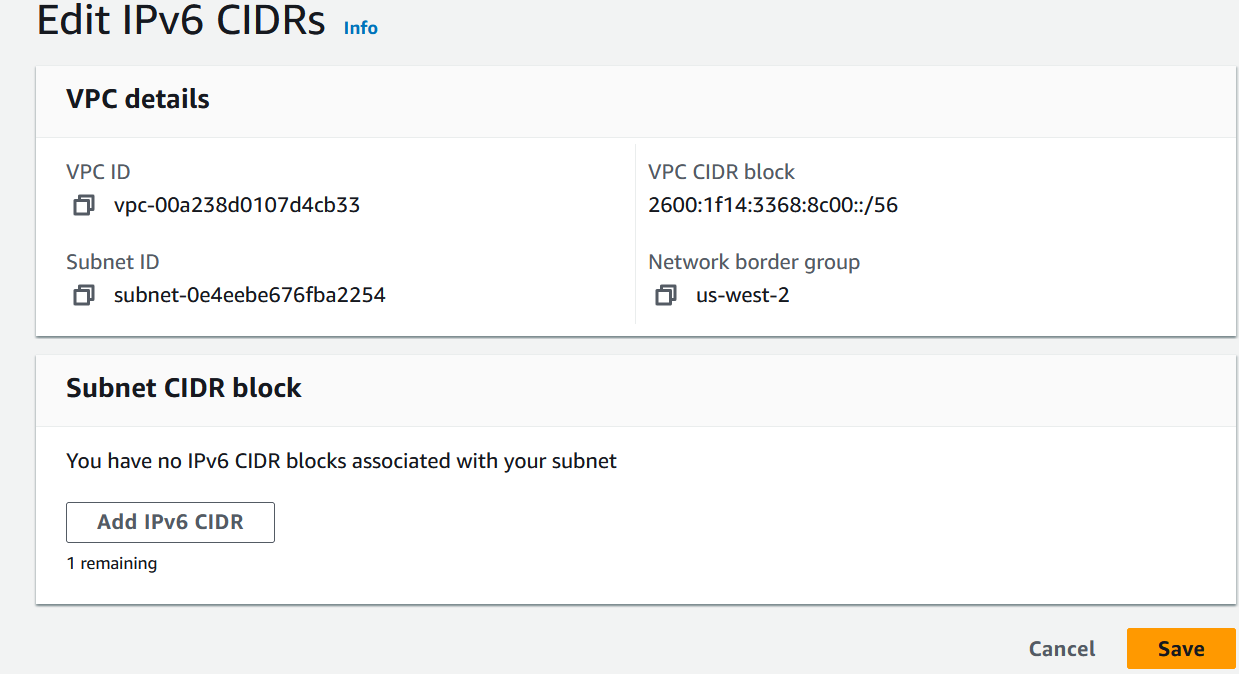 Edit IPv6 CIDRs Info
VPC details
VPC ID
vpc-00a238d0107d4cb33
VPC CIDR block
2600:1f14:3368:8c00::/56
Subnet ID
subnet-0e4eebe676fba2254
Network border group
us-west-2
Subnet CIDR block
You have no IPv6 CIDR blocks associated with your subnet
Add IPv6 CIDR
1 remaining
Cancel
Save